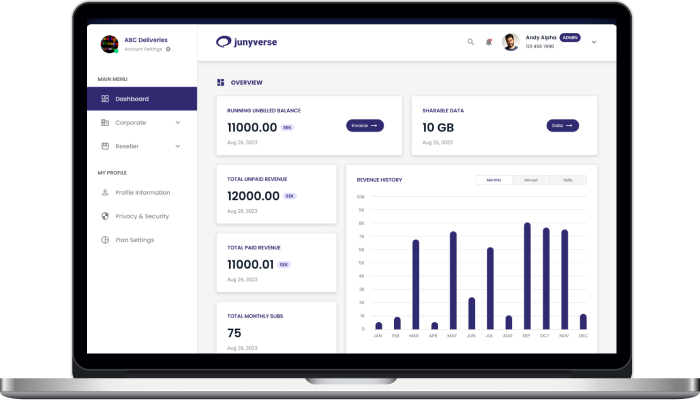 ABC Deliveries
Account Settings
junyverse
Andy Alpha ADMIN
123 456 7890
MAIN MENU
Dashboard
Corporate
Reseller
MY PROFILE
Profile Information
Privacy & Security
Plan Settings
OVERVIEW
RUNNING UNBILLED BALANCE
11000.00 SEK
Invoice →
Aug 26, 2023
SHARABLE DATA
10 GB
Data →
Aug 26, 2023
TOTAL UNPAID REVENUE
12000.00 SEK
Aug 26, 2023
TOTAL PAID REVENUE
11000.01 SEK
Aug 26, 2023
TOTAL MONTHLY SUBS
75
Aug 26, 2023
REVENUE HISTORY
Monthly Annual Daily
10K
9K
8K
7K
6K
5K
4K
3K
2K
1K
0
JAN FEB MAR APR MAY JUN JUL AUG SEP OCT NOV DEC